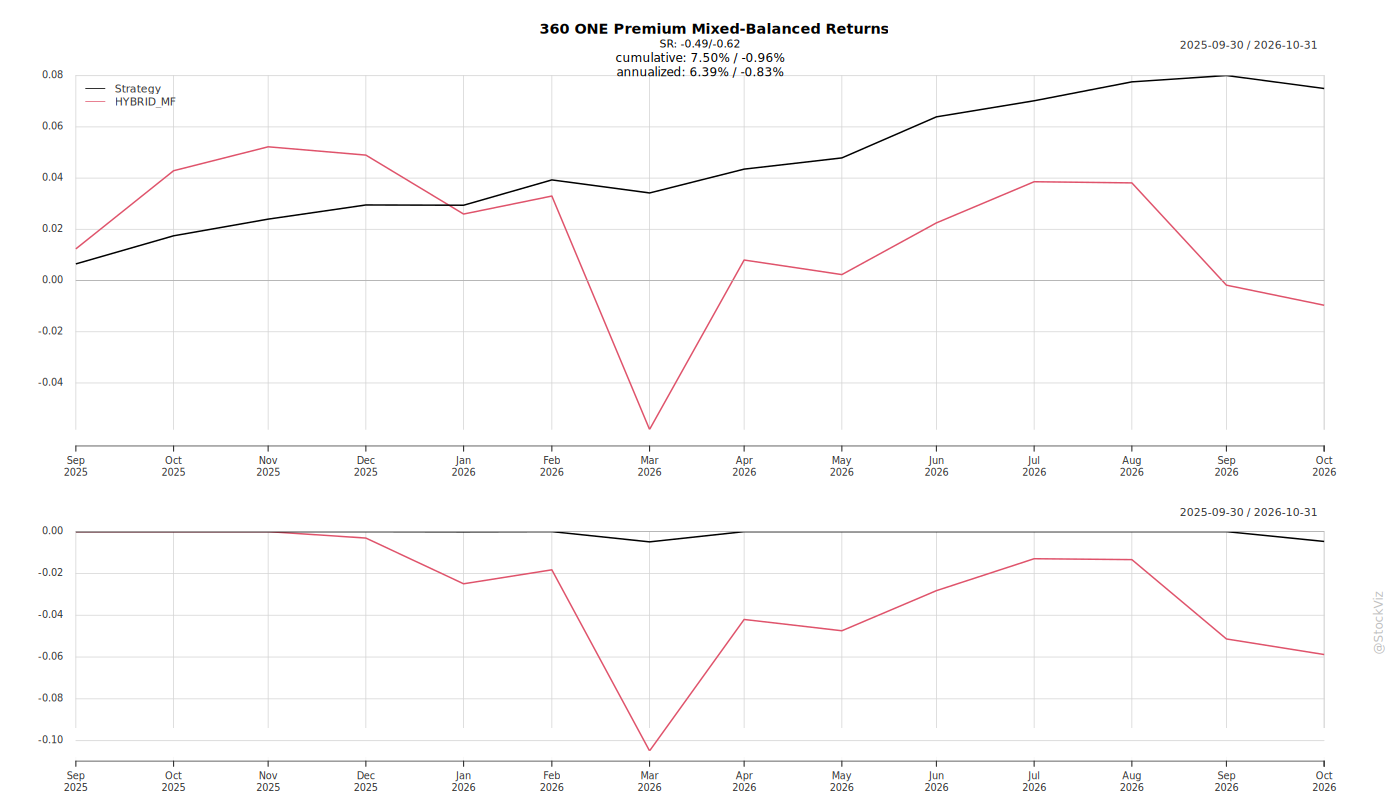 360 ONE Premium Mixed-Balanced Returns
SR: -0.49/-0.62
cumulative: 7.50% / -0.96%
annualized: 6.39% / -0.83%
2025-09-30 / 2026-10-31
Strategy
HYBRID_MF
0.08
0.06
0.04
0.02
0.00
-0.02
-0.04
Sep Oct Nov Dec Jan Feb Mar Apr May Jun Jul Aug Sep Oct
2025 2025 2025 2025 2026 2026 2026 2026 2026 2026 2026 2026 2026 2026
2025-09-30 / 2026-10-31
0.00
-0.02
-0.04
-0.06
-0.08
-0.10
Sep Oct Nov Dec Jan Feb Mar Apr May Jun Jul Aug Sep Oct
2025 2025 2025 2025 2026 2026 2026 2026 2026 2026 2026 2026 2026 2026
@StockViz